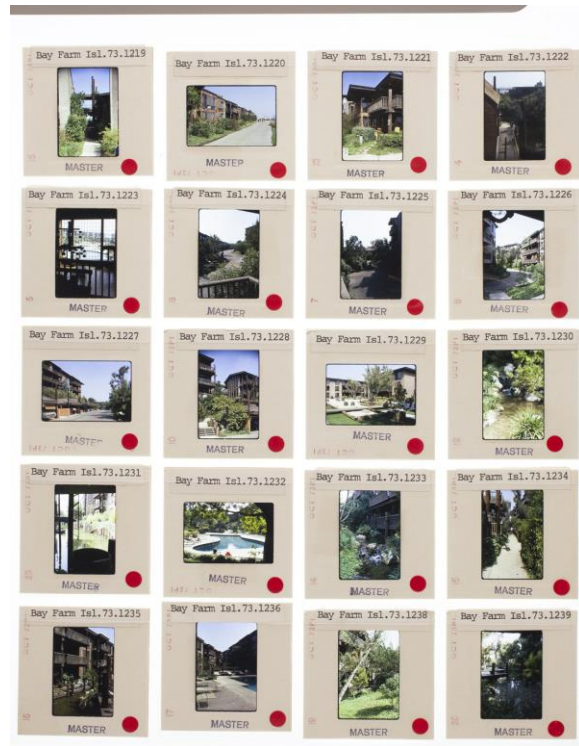 Bay Farm Isl.73.1219
MASTER
Bay Farm Isl.73.1220
MASTEP
Bay Farm Isl.73.1221
MASTER
Bay Farm Isl.73.1222
MASTER
Bay Farm Isl.73.1223
MASTER
Bay Farm Isl.73.1224
MASTER
Bay Farm Isl.73.1225
MASTER
Bay Farm Isl.73.1226
MASTER
Bay Farm Isl.73.1227
MASTER
Bay Farm Isl.73.1228
MASTER
Bay Farm Isl.73.1229
MASTER
Bay Farm Isl.73.1230
MASTER
Bay Farm Isl.73.1231
MASTER
Bay Farm Isl.73.1232
MASTER
Bay Farm Isl.73.1233
MASTER
Bay Farm Isl.73.1234
MASTER
Bay Farm Isl.73.1235
MASTER
Bay Farm Isl.73.1236
MASTER
Bay Farm Isl.73.1238
MASTER
Bay Farm Isl.73.1239
MASTER